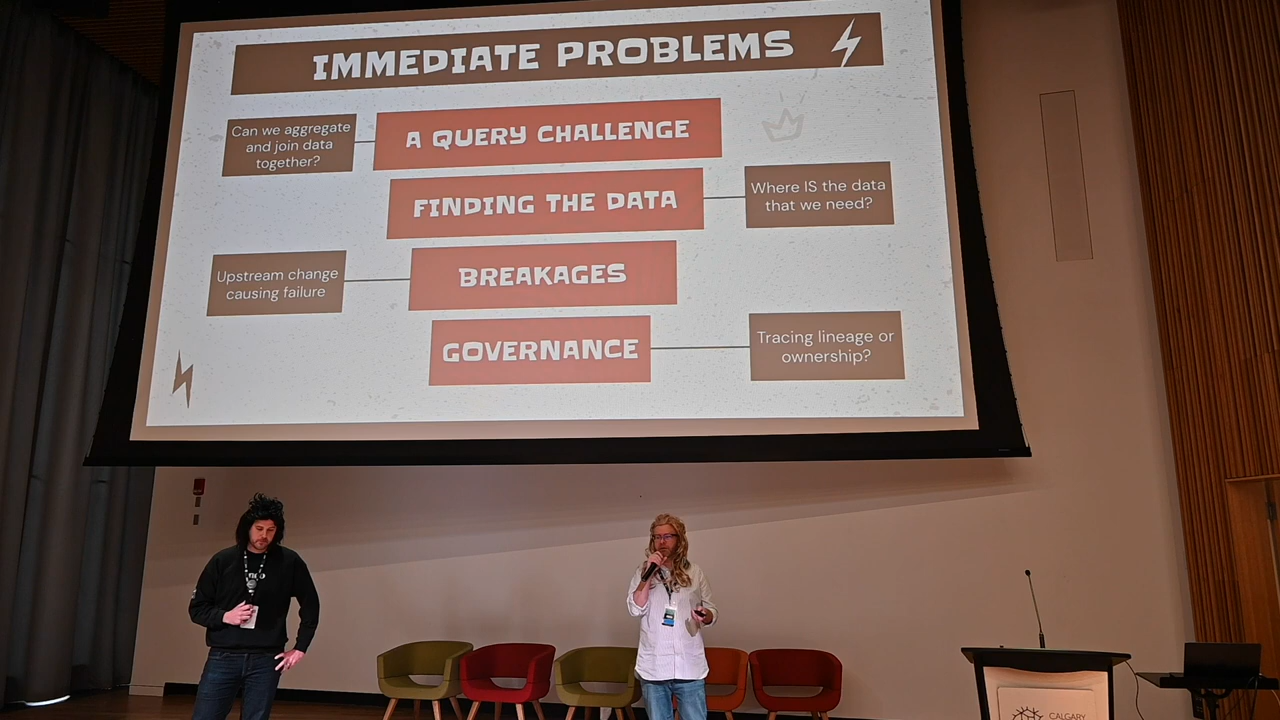 IMMEDIATE PROBLEMS
Can we aggregate
and join data
together?
A QUERY CHALLENGE
FINDING THE DATA
Where IS the data
that we need?
Upstream change
causing failure
BREAKAGES
GOVERNANCE
Tracing lineage or
ownership?
CALGARY